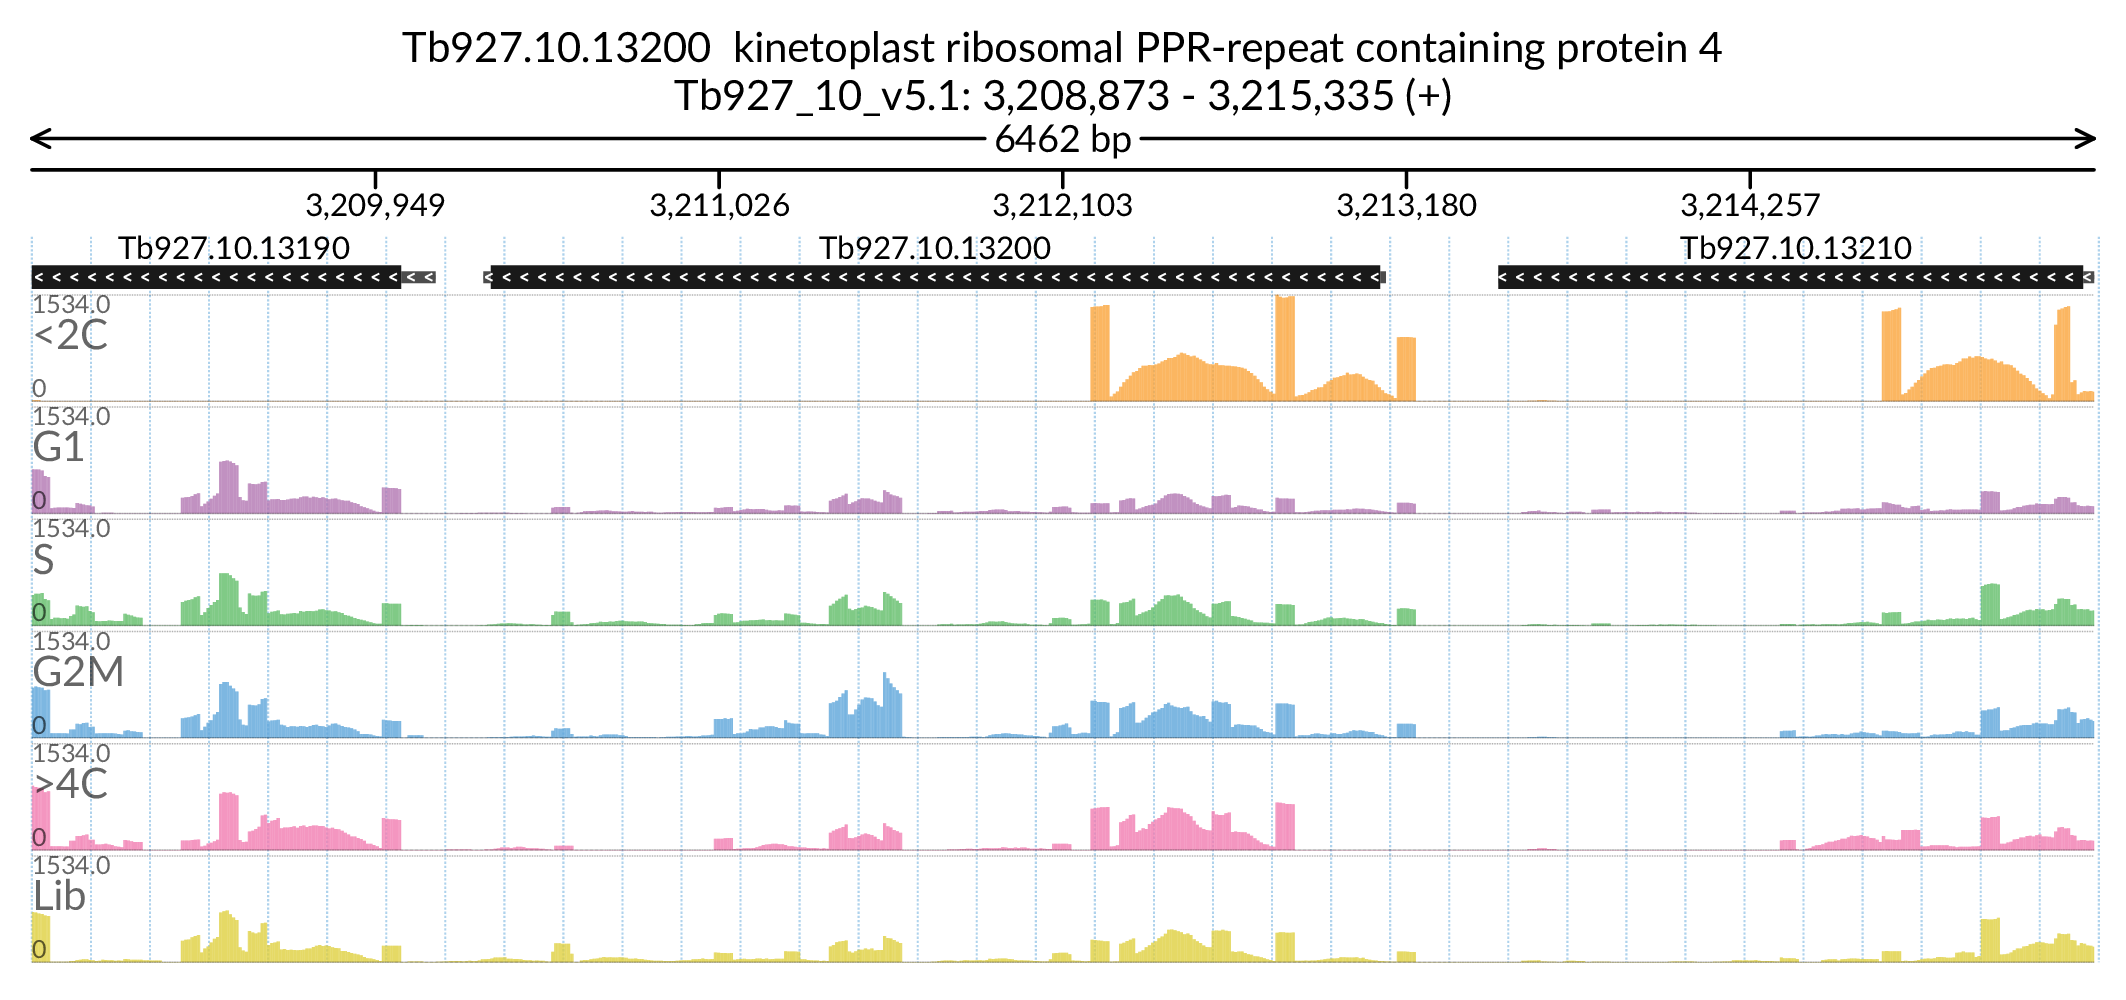 Tb927.10.13200  kinetoplast ribosomal PPR-repeat containing protein 4
Tb927_10_v5.1: 3,208,873 - 3,215,335 (+)
6462 bp
3,209,949 3,211,026 3,212,103 3,213,180 3,214,257
Tb927.10.13190 Tb927.10.13200 Tb927.10.13210
1534.0
<2C
0
1534.0
G1
0
1534.0
S
0
1534.0
G2M
0
1534.0
>4C
0
1534.0
Lib
0